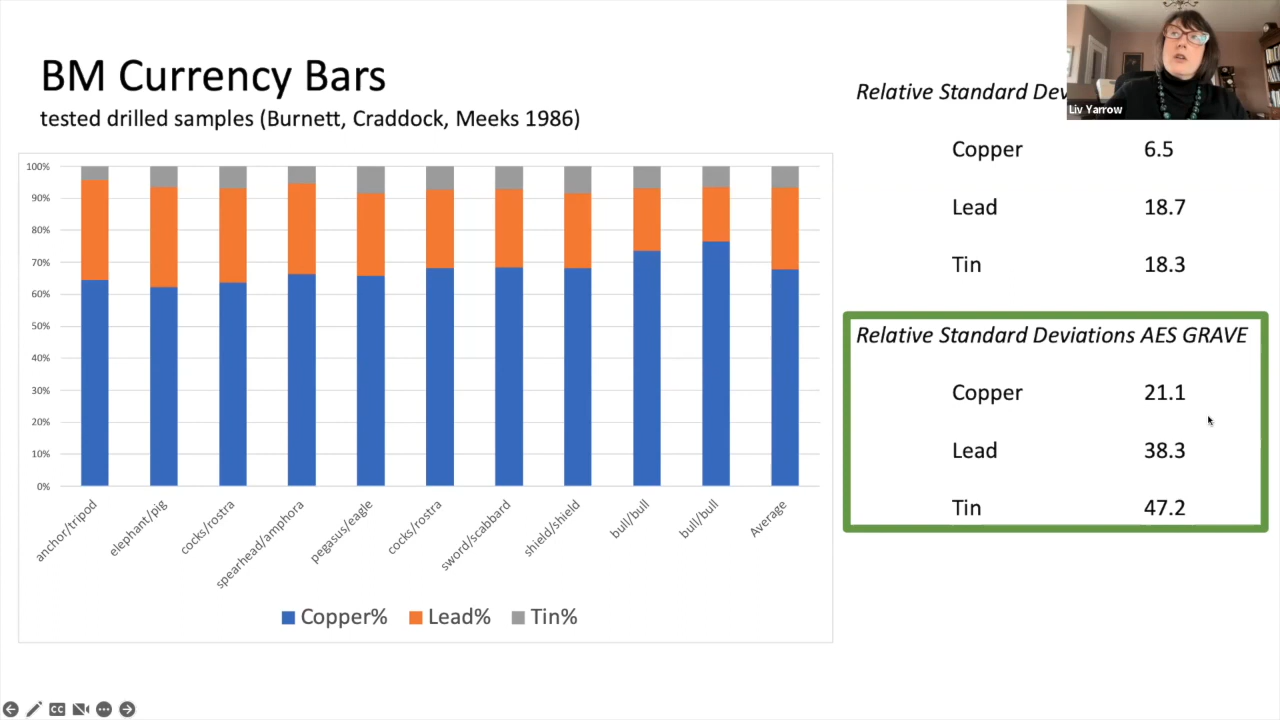 BM Currency Bars
tested drilled samples (Burnett, Craddock, Meeks 1986)
100%
90%
80%
70%
60%
50%
40%
30%
20%
10%
0%
anchor/tripod
elephant/pig
cocks/rostra
spearhead/amphora
pegasus/eagle
cocks/rostra
sword/scabbard
shield/shield
bull/bull
bull/bull
Average
Copper% Lead% Tin%
Relative Standard Dev
Liv Yarrow
Copper 6.5
Lead 18.7
Tin 18.3
Relative Standard Deviations AES GRAVE
Copper 21.1
Lead 38.3
Tin 47.2
CC